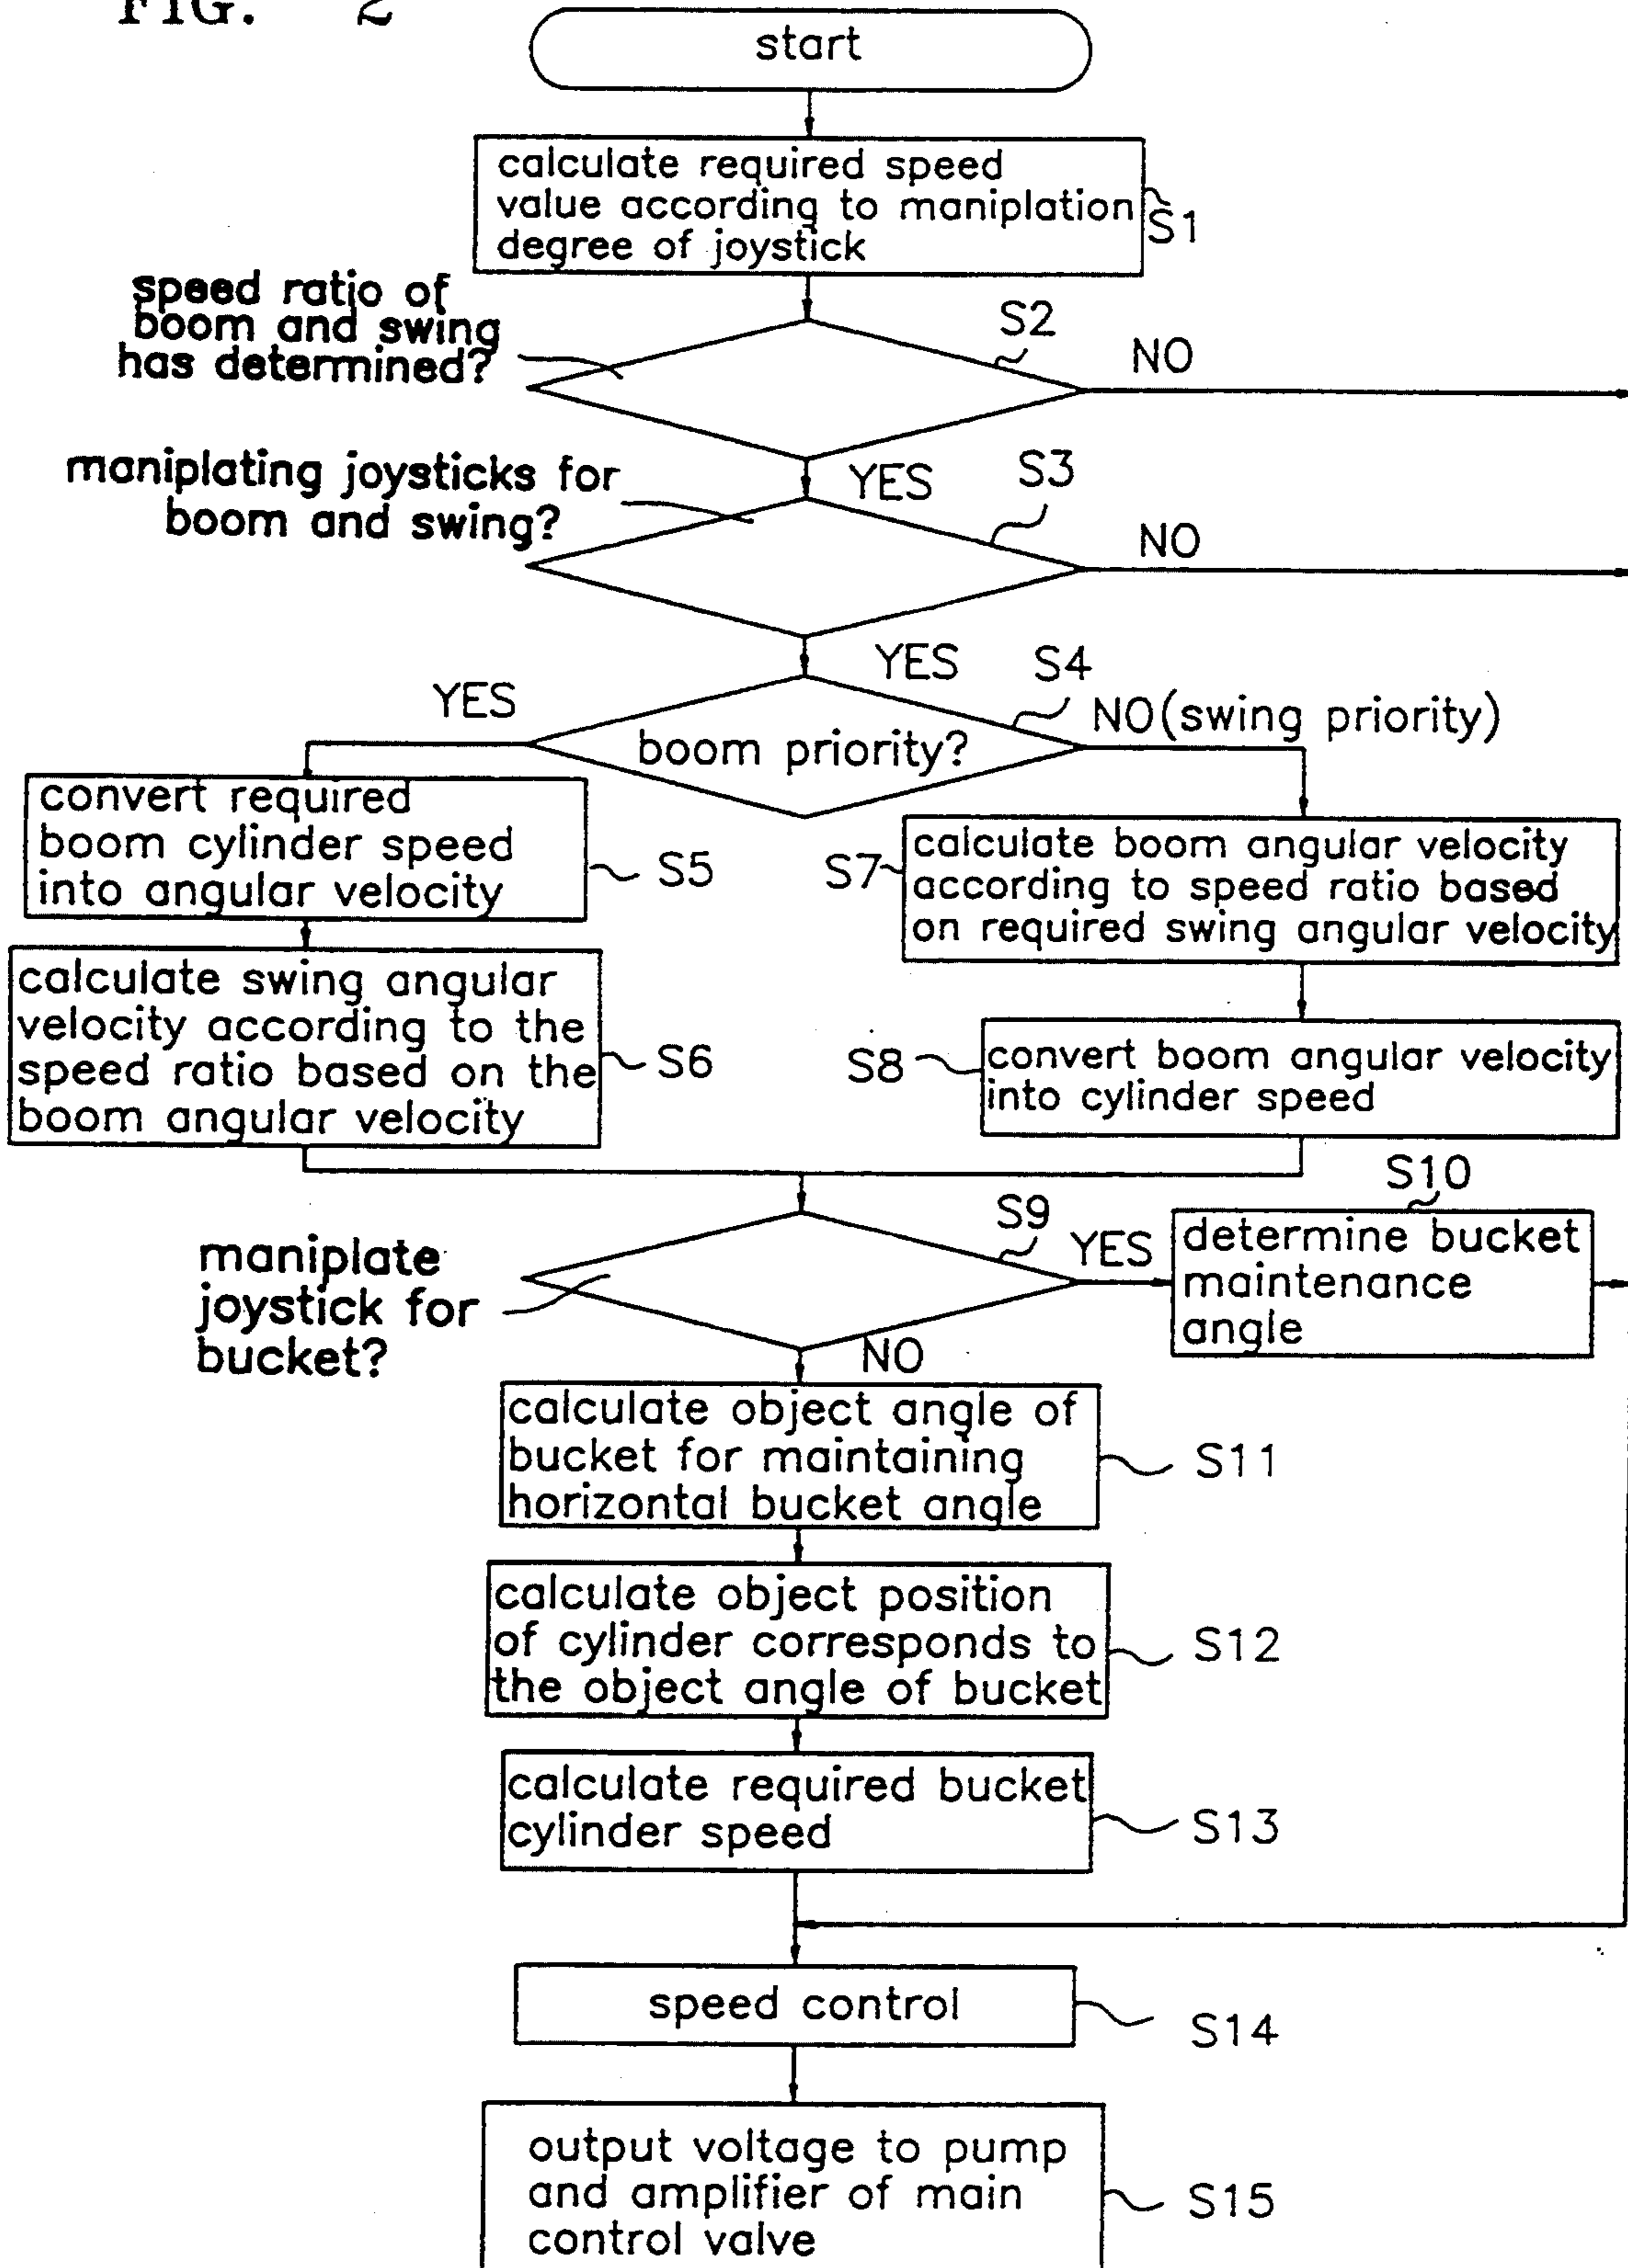 FIG. 2
start
calculate required speed
value according to maniplation
degree of joystick
S1
speed ratio of
boom and swing
has determined?
S2
NO
YES
maniplating joysticks for
boom and swing?
S3
NO
YES
S4
YES
boom priority?
NO(swing priority)
convert required
boom cylinder speed
into angular velocity
S5
S7
calculate boom angular velocity
according to speed ratio based
on required swing angular velocity
calculate swing angular
velocity according to the
speed ratio based on the
boom angular velocity
S6
S8
convert boom angular velocity
into cylinder speed
maniplate
joystick for
bucket?
S9
YES
S10
determine bucket
maintenance
angle
NO
calculate object angle of
bucket for maintaining
horizontal bucket angle
S11
calculate object position
of cylinder corresponds to
the object angle of bucket
S12
calculate required bucket
cylinder speed
S13
speed control
S14
output voltage to pump
and amplifier of main
control valve
S15